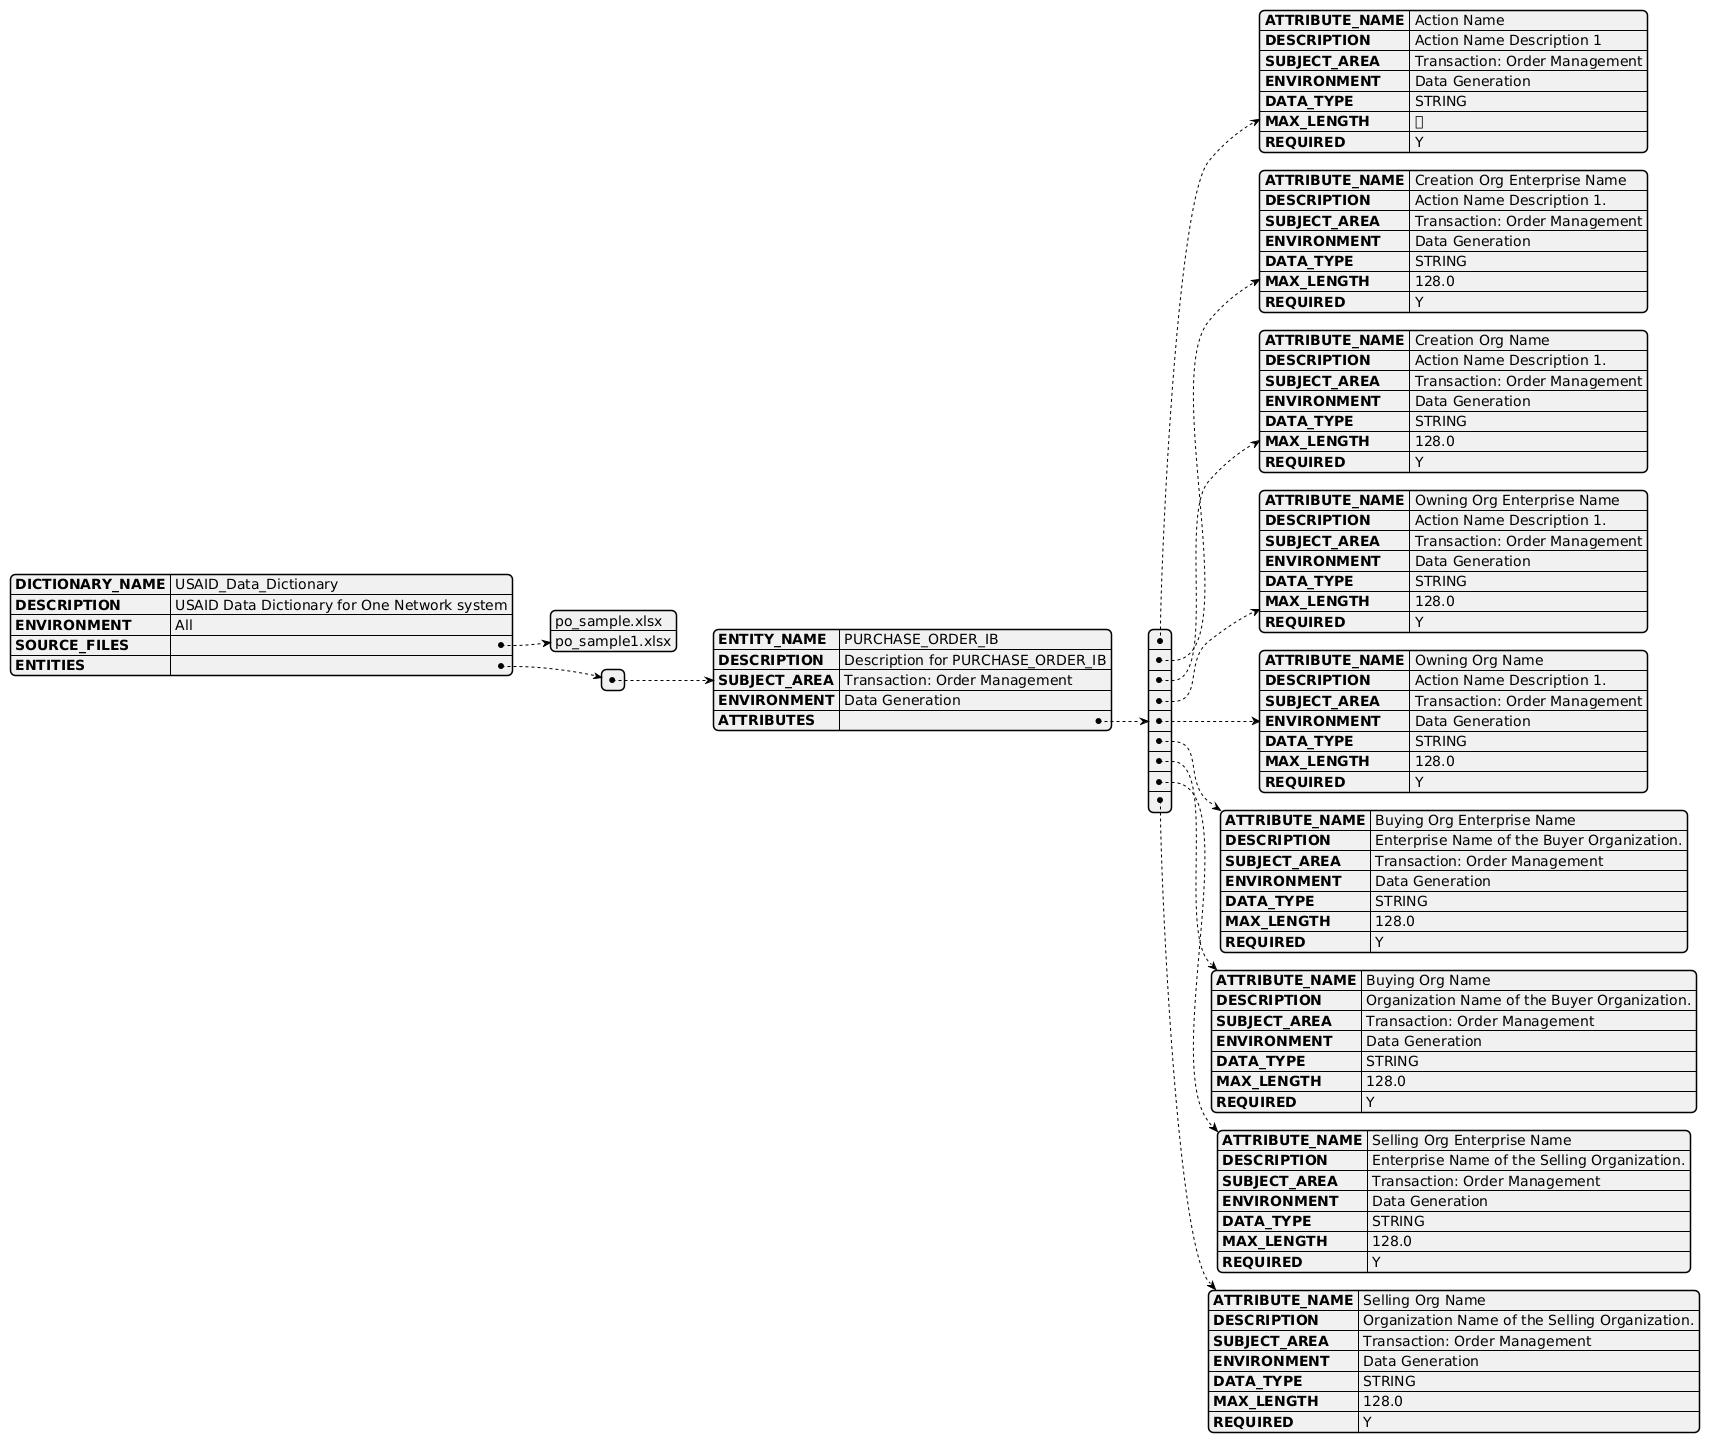 DICTIONARY_NAME USAID_Data_Dictionary
DESCRIPTION USAID Data Dictionary for One Network system
ENVIRONMENT All
SOURCE_FILES
ENTITIES
po_sample.xlsx
po_sample1.xlsx
ENTITY_NAME PURCHASE_ORDER_IB
DESCRIPTION Description for PURCHASE_ORDER_IB
SUBJECT_AREA Transaction: Order Management
ENVIRONMENT Data Generation
ATTRIBUTES
ATTRIBUTE_NAME Action Name
DESCRIPTION Action Name Description 1
SUBJECT_AREA Transaction: Order Management
ENVIRONMENT Data Generation
DATA_TYPE STRING
MAX_LENGTH
REQUIRED Y
ATTRIBUTE_NAME Creation Org Enterprise Name
DESCRIPTION Action Name Description 1.
SUBJECT_AREA Transaction: Order Management
ENVIRONMENT Data Generation
DATA_TYPE STRING
MAX_LENGTH 128.0
REQUIRED Y
ATTRIBUTE_NAME Creation Org Name
DESCRIPTION Action Name Description 1.
SUBJECT_AREA Transaction: Order Management
ENVIRONMENT Data Generation
DATA_TYPE STRING
MAX_LENGTH 128.0
REQUIRED Y
ATTRIBUTE_NAME Owning Org Enterprise Name
DESCRIPTION Action Name Description 1.
SUBJECT_AREA Transaction: Order Management
ENVIRONMENT Data Generation
DATA_TYPE STRING
MAX_LENGTH 128.0
REQUIRED Y
ATTRIBUTE_NAME Owning Org Name
DESCRIPTION Action Name Description 1.
SUBJECT_AREA Transaction: Order Management
ENVIRONMENT Data Generation
DATA_TYPE STRING
MAX_LENGTH 128.0
REQUIRED Y
ATTRIBUTE_NAME Buying Org Enterprise Name
DESCRIPTION Enterprise Name of the Buyer Organization.
SUBJECT_AREA Transaction: Order Management
ENVIRONMENT Data Generation
DATA_TYPE STRING
MAX_LENGTH 128.0
REQUIRED Y
ATTRIBUTE_NAME Buying Org Name
DESCRIPTION Organization Name of the Buyer Organization.
SUBJECT_AREA Transaction: Order Management
ENVIRONMENT Data Generation
DATA_TYPE STRING
MAX_LENGTH 128.0
REQUIRED Y
ATTRIBUTE_NAME Selling Org Enterprise Name
DESCRIPTION Enterprise Name of the Selling Organization.
SUBJECT_AREA Transaction: Order Management
ENVIRONMENT Data Generation
DATA_TYPE STRING
MAX_LENGTH 128.0
REQUIRED Y
ATTRIBUTE_NAME Selling Org Name
DESCRIPTION Organization Name of the Selling Organization.
SUBJECT_AREA Transaction: Order Management
ENVIRONMENT Data Generation
DATA_TYPE STRING
MAX_LENGTH 128.0
REQUIRED Y